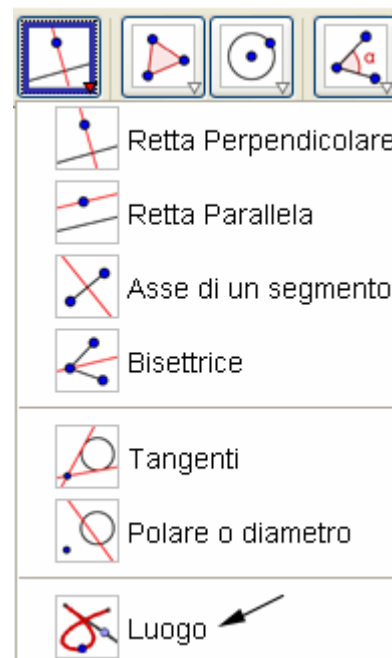 α
Retta Perpendicolare
Retta Parallela
Asse di un segmento
Bisettrice
Tangenti
Polare o diametro
Luogo